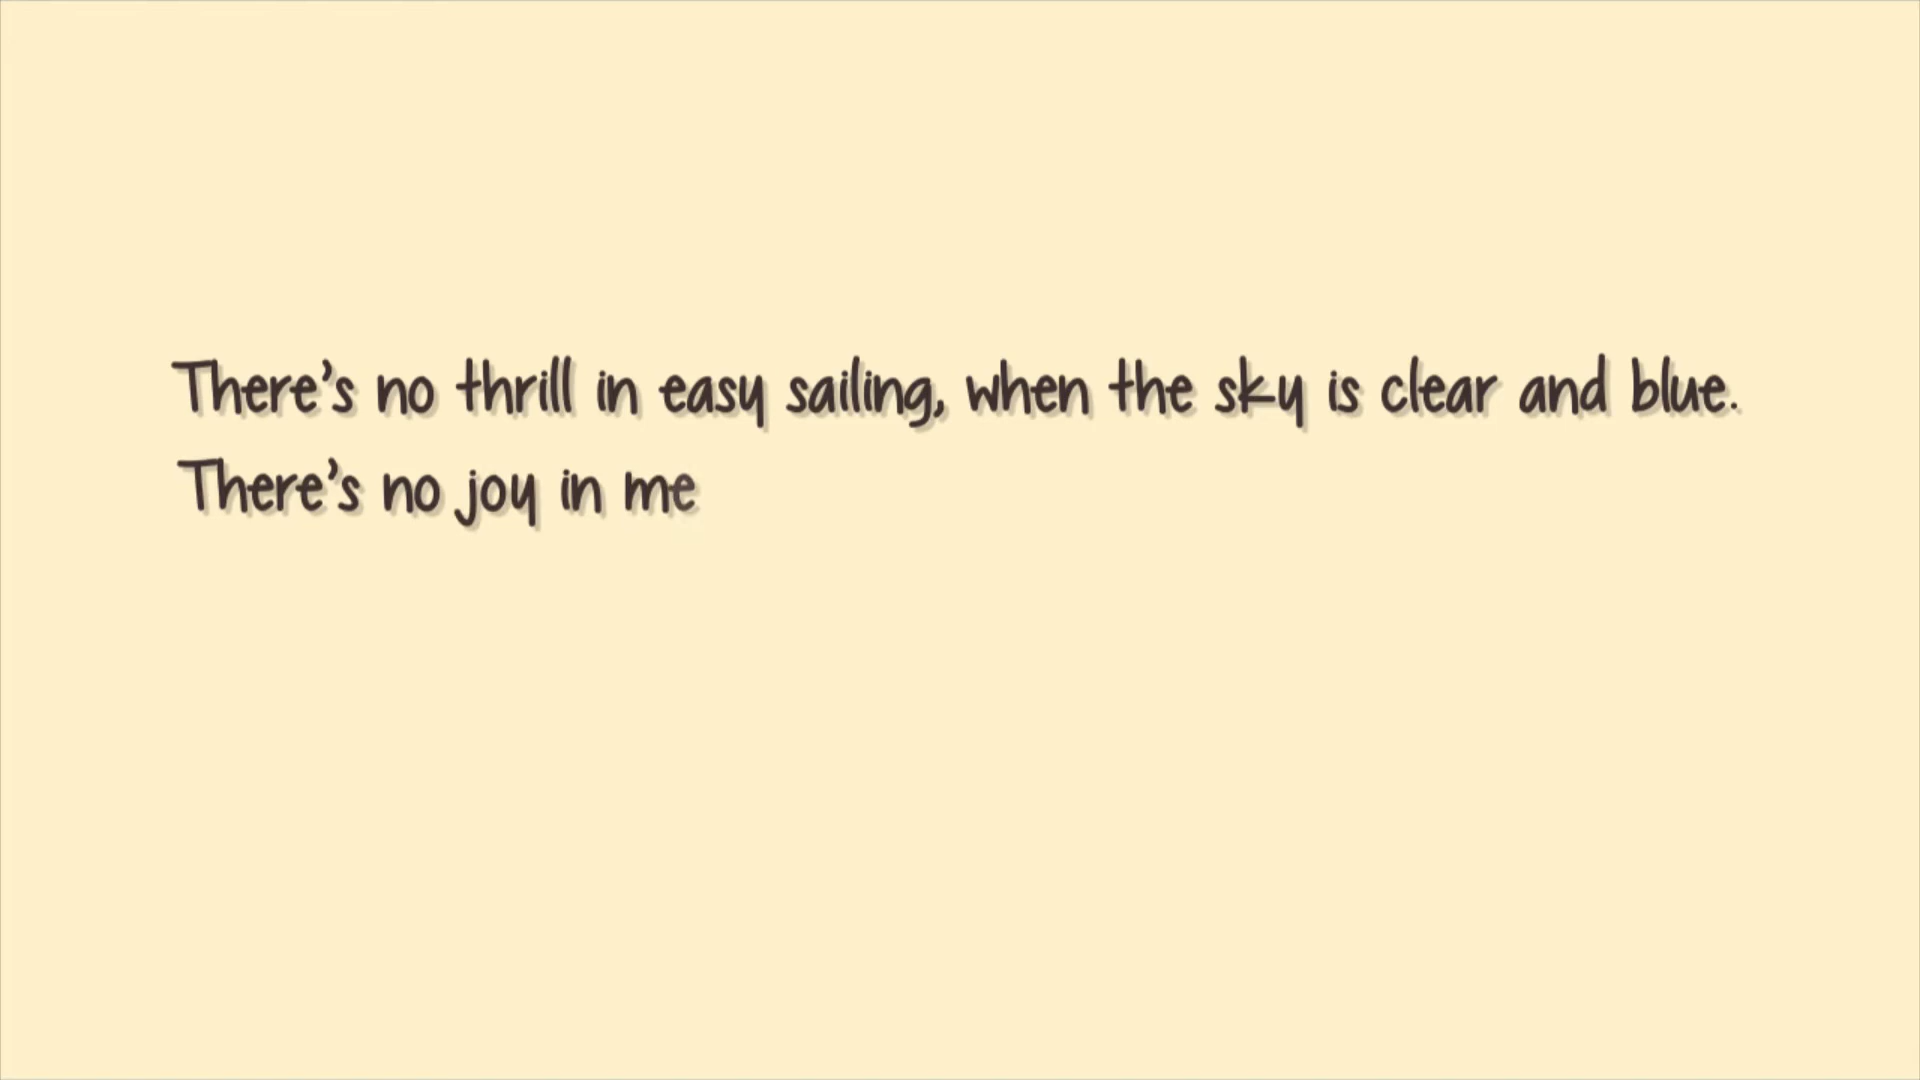 There's no thrill in easy sailing, when the sky is clear and blue.
There's no joy in me